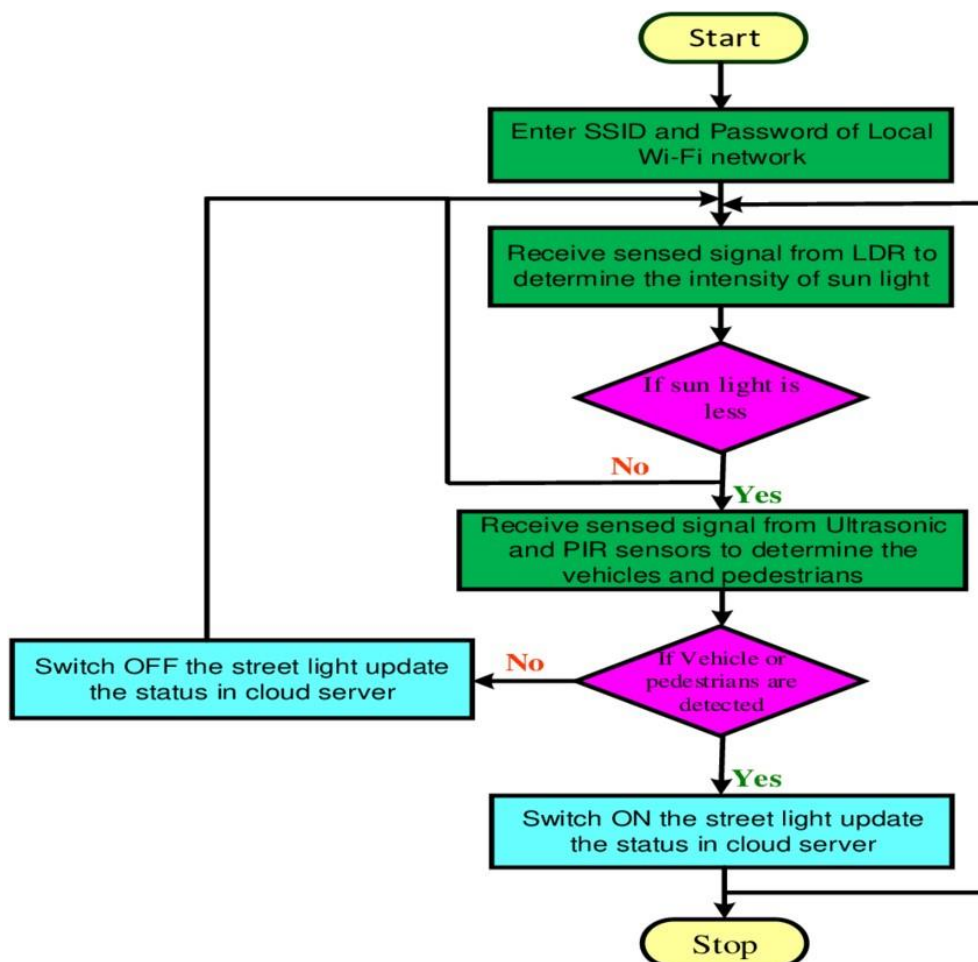 Start
Enter SSID and Password of Local
Wi-Fi network
Receive sensed signal from LDR to
determine the intensity of sun light
If sun light is
less
No
Yes
Receive sensed signal from Ultrasonic
and PIR sensors to determine the
vehicles and pedestrians
If Vehicle or
pedestrians are
detected
No
Switch OFF the street light update
the status in cloud server
Yes
Switch ON the street light update
the status in cloud server
Stop